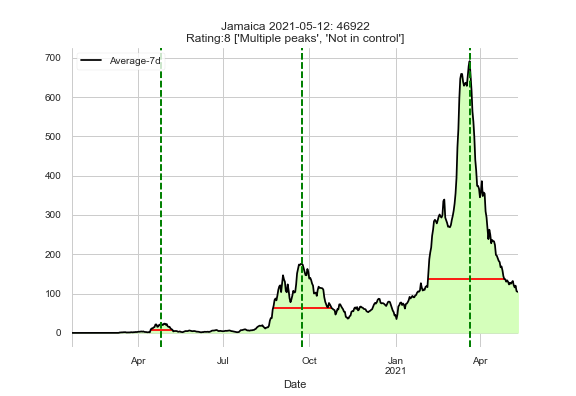 Jamaica 2021-05-12: 46922
Rating:8 ['Multiple peaks', 'Not in control']
Average-7d
700
600
500
400
300
200
100
0
Apr
Jul
Oct
Jan
2021
Apr
Date